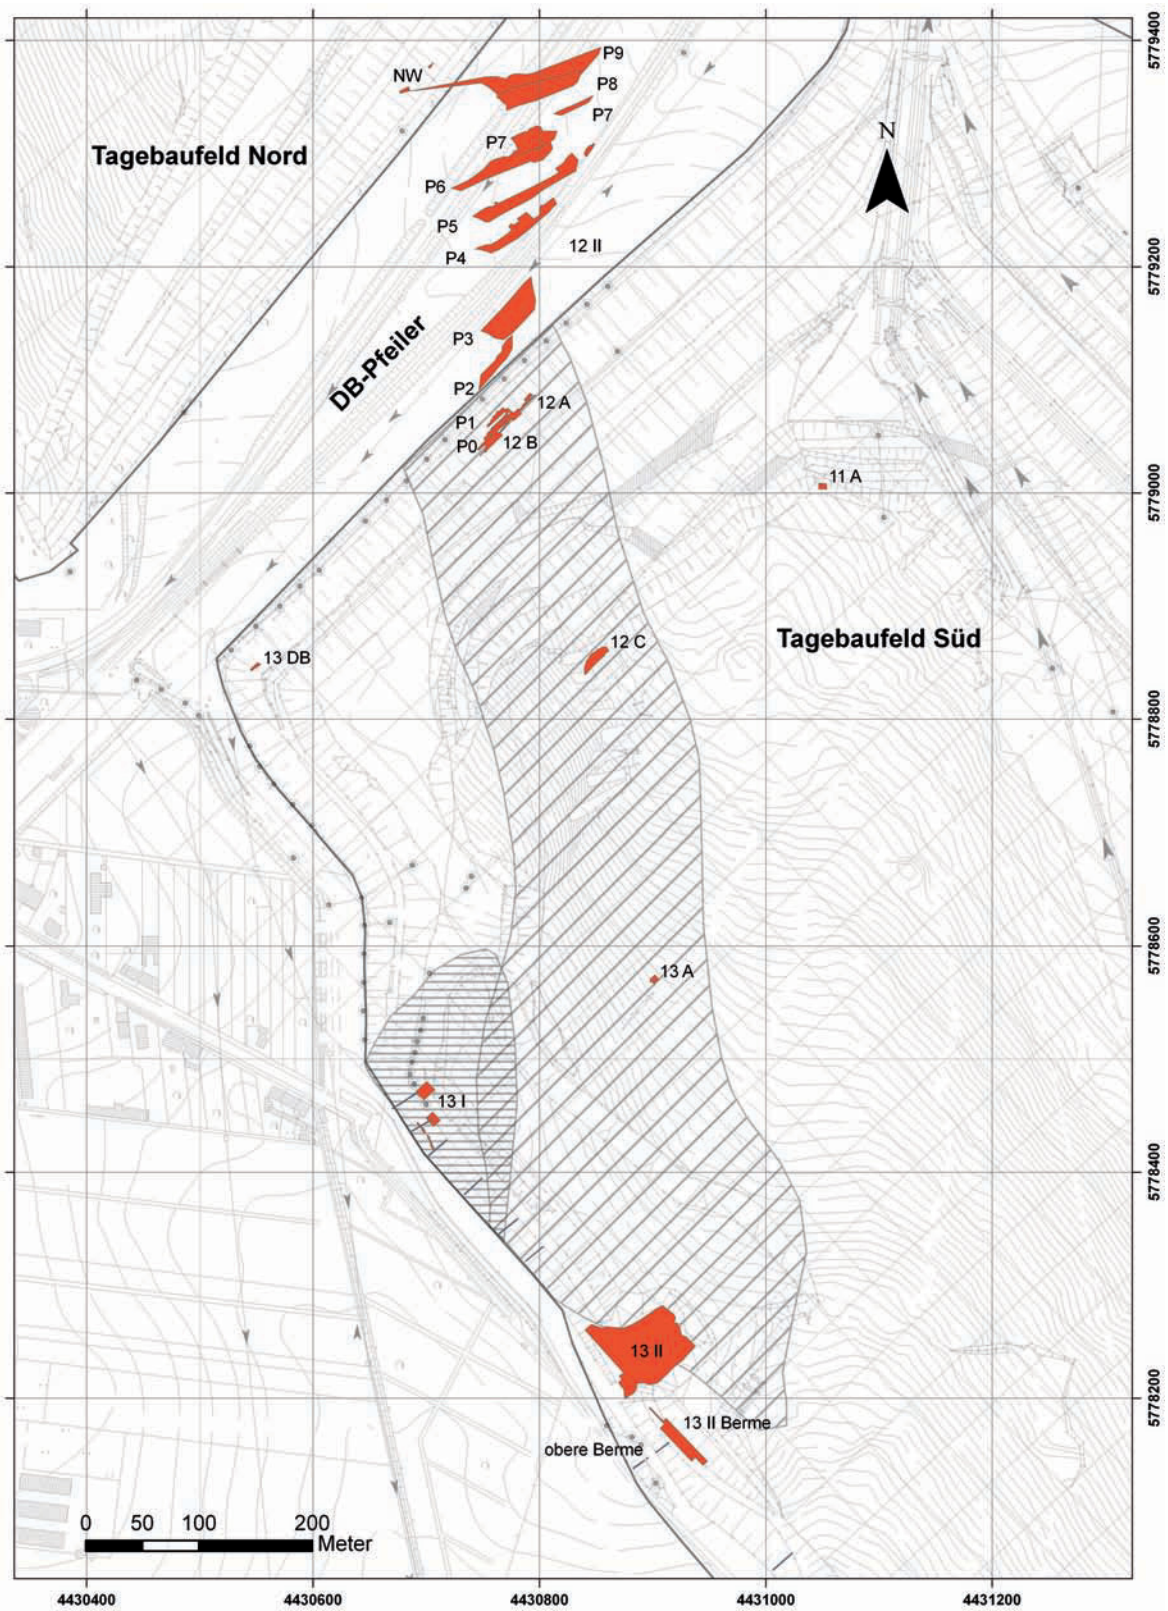 5779400
P9
NW
P8
P7
N
P7
Tagebaufeld Nord
P6
P5
12 II
P4
5779200
P3
DB-Pfeiler
P2
12 A
P1
P0
12 B
11 A
5779000
12 C
Tagebaufeld Süd
13 DB
5778800
5778600
13 A
13 I
5778400
13 II
5778200
13 II Berme
obere Berme
0 50 100 200
Meter
4430400 4430600 4430800 4431000 4431200